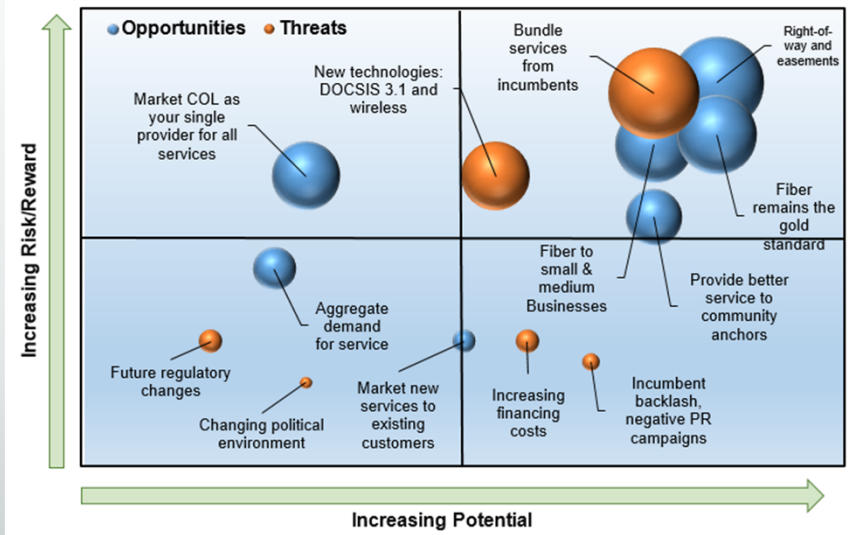 Opportunities
Threats
Bundle
services
from
incumbents
Right-of-
way and
easements
New technologies:
DOCSIS 3.1 and
wireless
Market COL as
your single
provider for all
services
Fiber
remains the
gold
standard
Fiber to
small &
medium
Businesses
Provide better
service to
community
anchors
Aggregate
demand
for service
Future regulatory
changes
Changing political
environment
Market new
services to
existing
customers
Increasing
financing
costs
Incumbent
backlash,
negative PR
campaigns
Increasing Risk/Reward
Increasing Potential